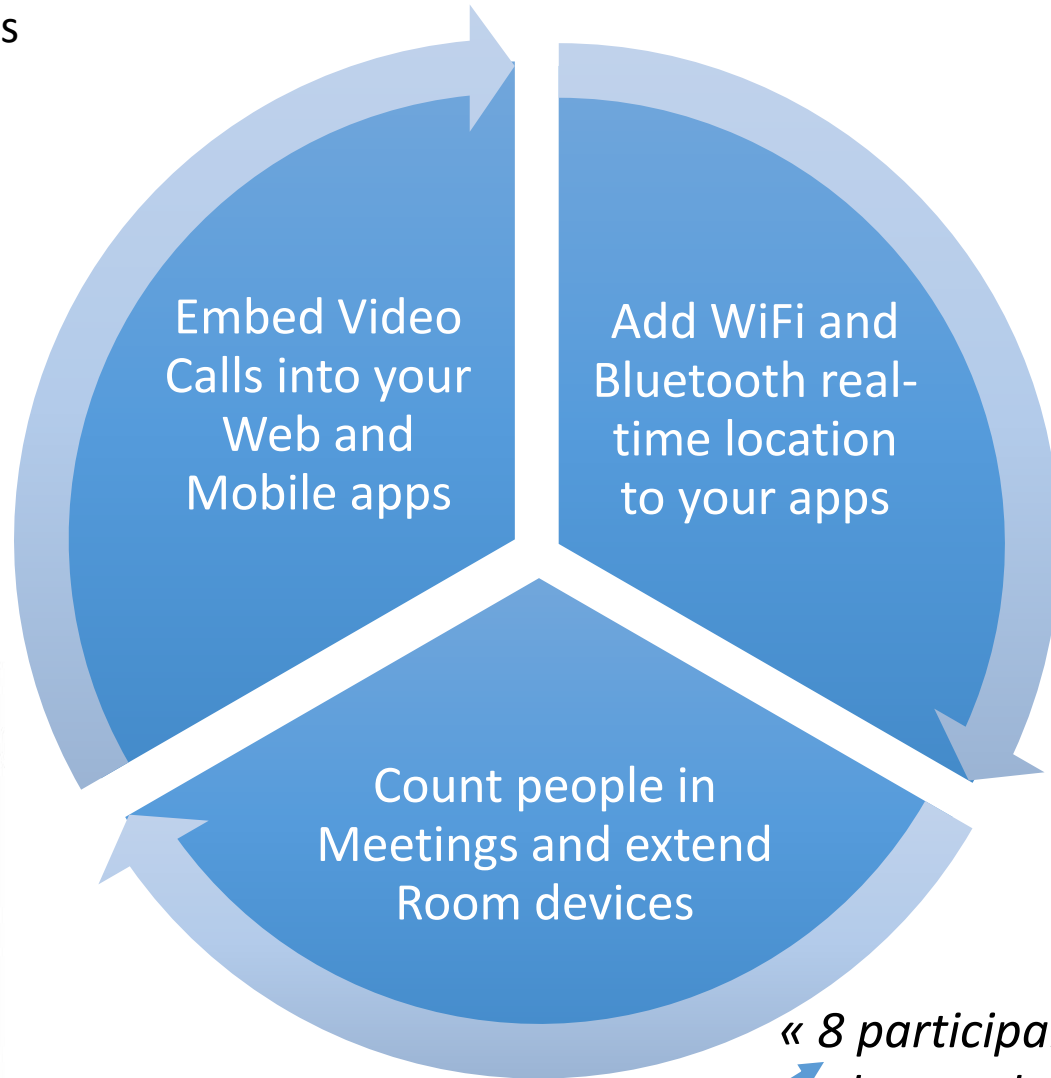 s
Embed Video
Calls into your
Web and
Mobile apps
Add WiFi and
Bluetooth real-
time location
to your apps
Count people in
Meetings and extend
Room devices
« 8 participa